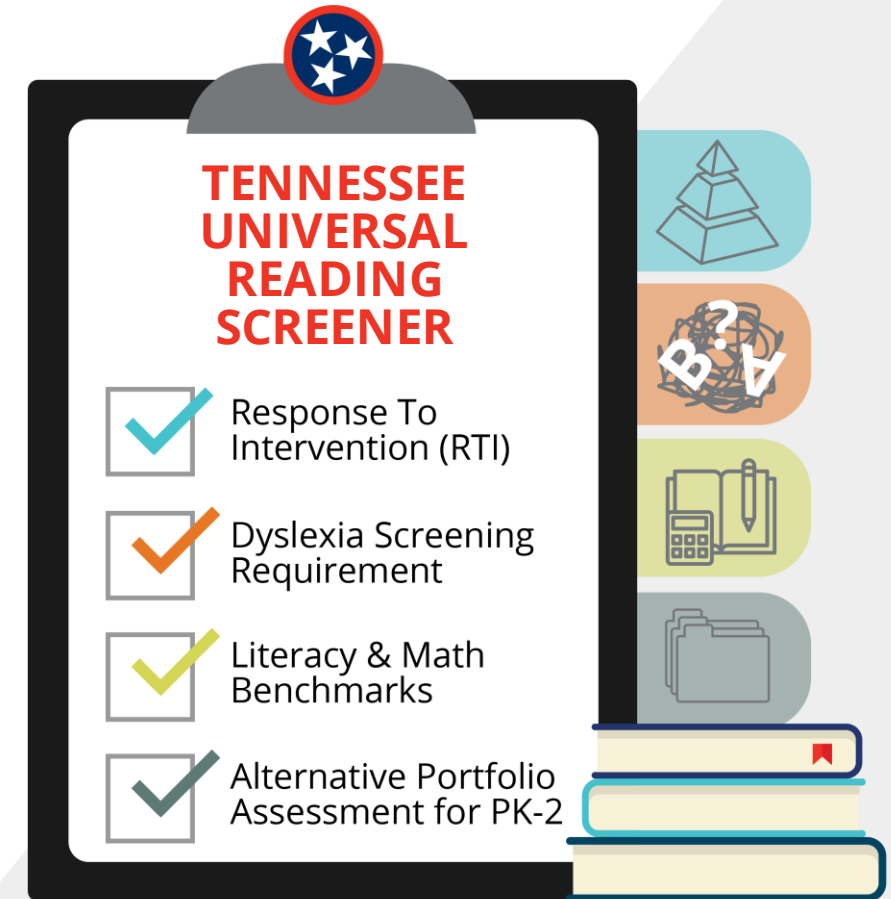 TENNESSEE
UNIVERSAL
READING
SCREENER
Response To
Intervention (RTI)
Dyslexia Screening
Requirement
Literacy & Math
Benchmarks
Alternative Portfolio
Assessment for PK-2
B ? A